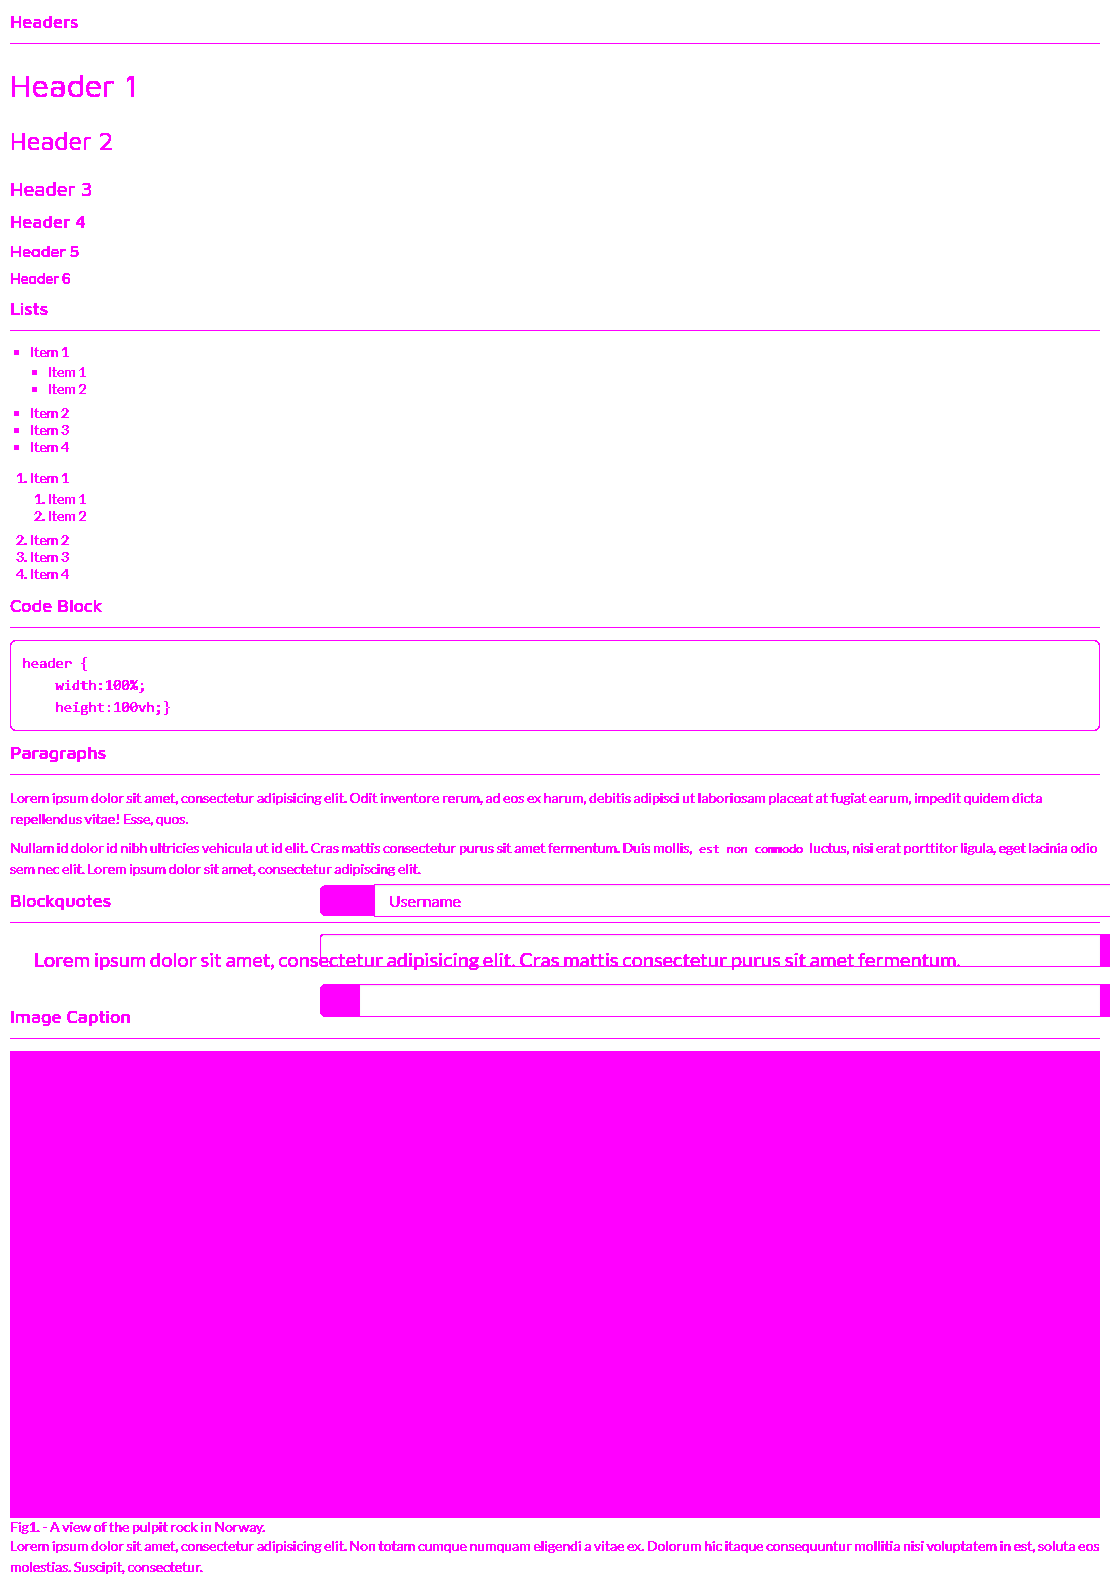 Headers
Header 1
Header 2
Header 3
Header 4
Header 5
Header 6
Lists
Item 1
Item 1
Item 2
Item 2
Item 3
Item 4
1. Item 1
1. Item 1
2. Item 2
2. Item 2
3. Item 3
4. Item 4
Code Block
header {
width:100%;
height:100vh;}
Paragraphs
Lorem ipsum dolor sit amet, consectetur adipisicing elit. Odit inventore rerum, ad eos ex harum, debitis adipisci ut laboriosam placeat at fugiat earum, impedit quidem dicta
repellendus vitae! Esse, quos.
Nullam id dolor id nibh ultricies vehicula ut id elit. Cras mattis consectetur purus sit amet fermentum. Duis mollis, est non commodo luctus, nisi erat porttitor ligula, eget lacinia odio
sem nec elit. Lorem ipsum dolor sit amet, consectetur adipiscing elit.
Blockquotes
Username
Lorem ipsum dolor sit amet, consectetur adipisicing elit. Cras mattis consectetur purus sit amet fermentum.
Image Caption
Fig1. - A view of the pulpit rock in Norway.
Lorem ipsum dolor sit amet, consectetur adipisicing elit. Non totam cumque numquam eligendi a vitae ex. Dolorum hic itaque consequuntur mollitia nisi voluptatem in est, soluta eos
molestias. Suscipit, consectetur.